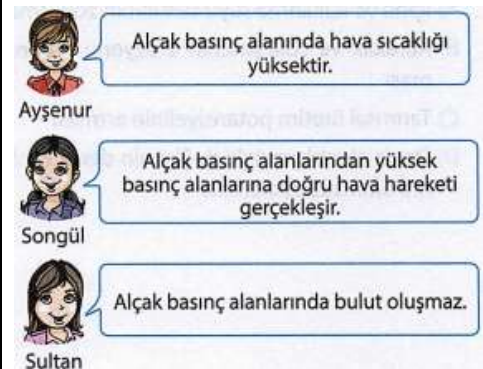 Alçak basınç alanında hava sıcaklığı
yüksektir.
Ayşenur
Alçak basınç alanlarından yüksek
basınç alanlarına doğru hava hareketi
gerçekleşir.
Songül
Alçak basınç alanlarında bulut oluşmaz.
Sultan